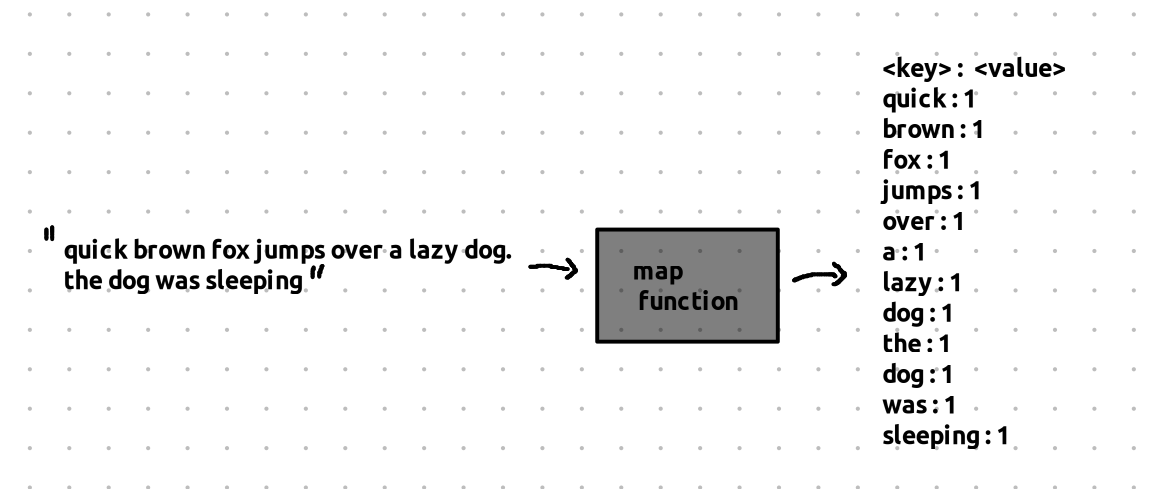 " quick brown fox jumps over a lazy dog.
the dog was sleeping "
map
function
<key> : <value>
quick : 1
brown : 1
fox : 1
jumps : 1
over : 1
a : 1
lazy : 1
dog : 1
the : 1
dog : 1
was : 1
sleeping : 1